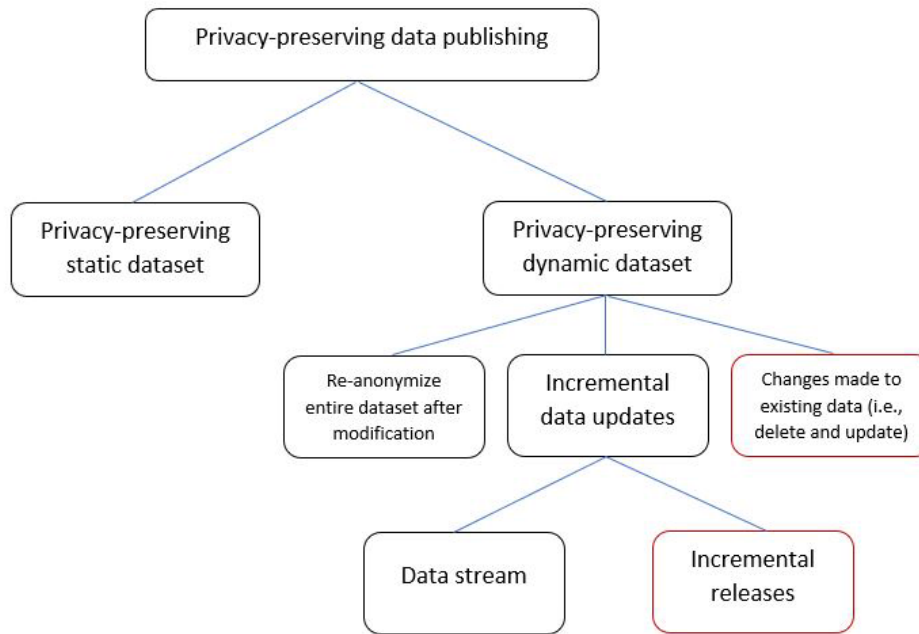 Privacy-preserving data publishing
Privacy-preserving
static dataset
Privacy-preserving
dynamic dataset
Re-anonymize
entire dataset after
modification
Incremental
data updates
Changes made to
existing data (i.e.,
delete and update)
Data stream
Incremental
releases